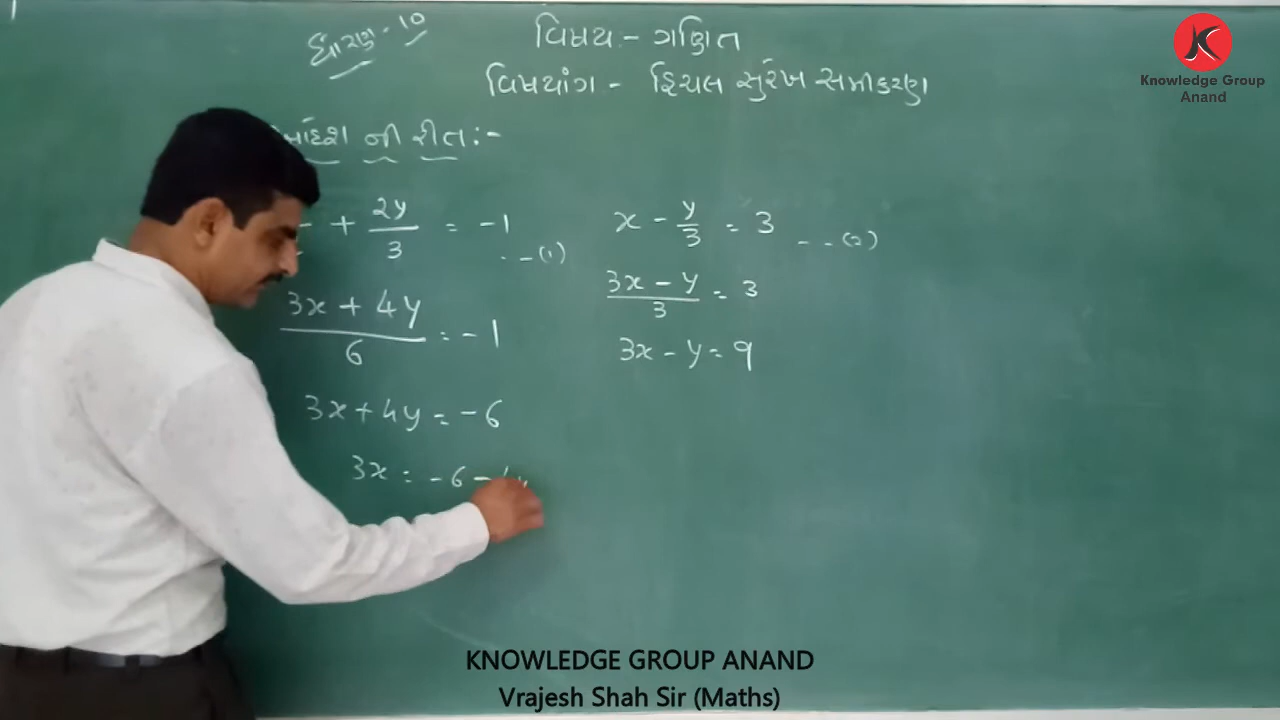 ધોરણ - 10
વિષય - ગણિત
વિષયાંગ - દ્વિચલ સુરેખ સમીકરણ
ની રીત :-
+ 2y/3 = -1 - - (1)
x - y/3 = 3 - - (2)
3x + 4y / 6 = -1
3x - y / 3 = 3
3x - y = 9
3x + 4y = -6
3x = -6 -
K
Knowledge Group
Anand
KNOWLEDGE GROUP ANAND
Vrajesh Shah Sir (Maths)